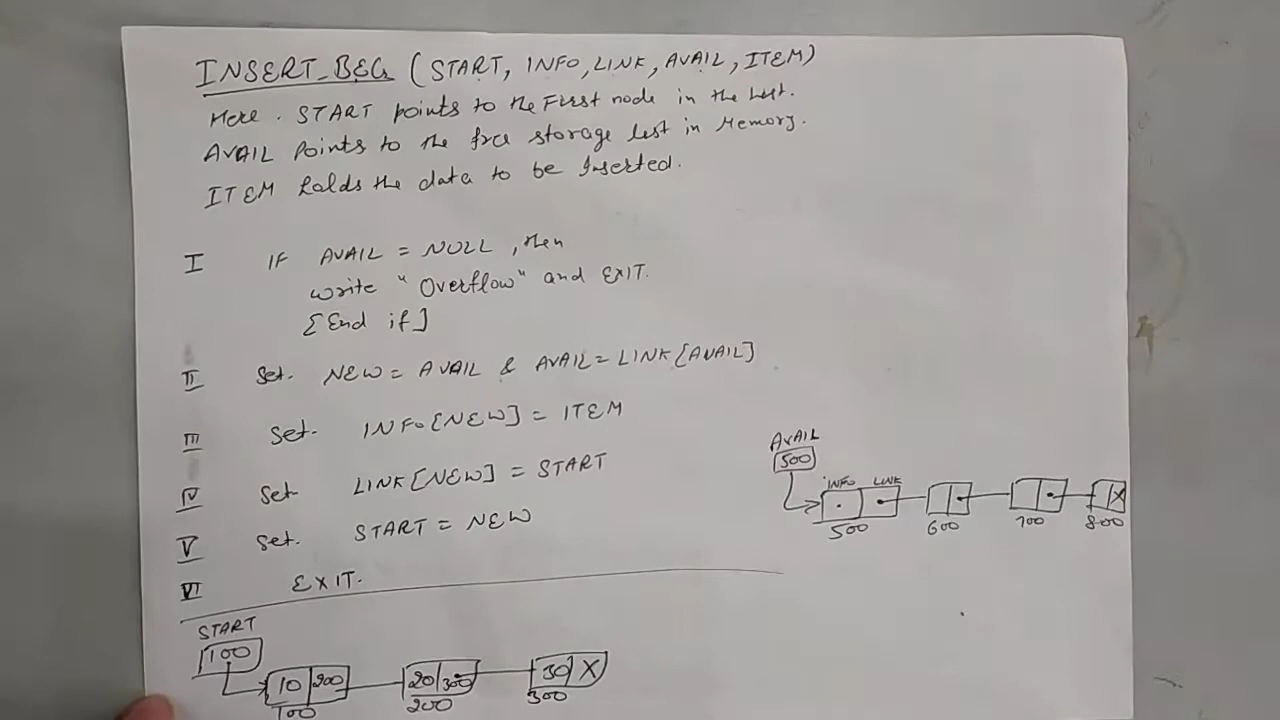 INSERT_BEG (START, INFO, LINK, AVAIL, ITEM)
Here. START points to the First node in the list.
AVAIL Points to the free storage list in Memory.
ITEM holds the data to be Inserted.
I IF AVAIL = NULL, then
write "Overflow" and EXIT.
[End if]
II Set. NEW = AVAIL & AVAIL = LINK[AVAIL]
III Set. INFO[NEW] = ITEM
IV Set LINK[NEW] = START
V Set. START = NEW
VI EXIT.
AVAIL
500
INFO LINK
X
500 600 700 800
START
100
10 200 20 300 30 X
100 200 300